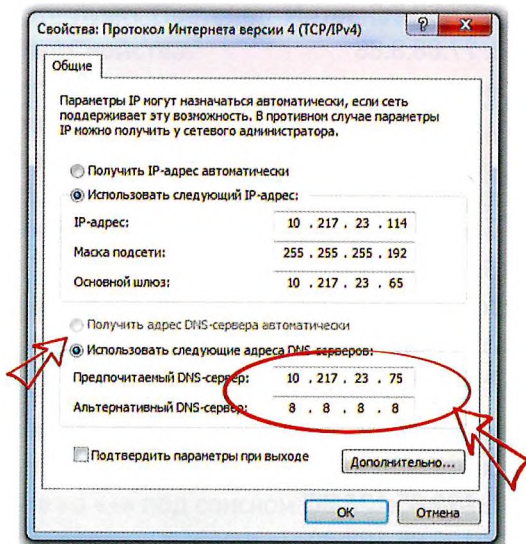 Свойства: Протокол Интернета версии 4 (TCP/IPv4)
Общие
Параметры IP могут назначаться автоматически, если сеть
поддерживает эту возможность. В противном случае параметры
IP можно получить у сетевого администратора.
Получить IP-адрес автоматически
Использовать следующий IP-адрес:
IP-адрес: 10 . 217 . 23 . 114
Маска подсети: 255 . 255 . 255 . 192
Основной шлюз: 10 . 217 . 23 . 65
Получить адрес DNS-сервера автоматически
Использовать следующие адреса DNS-серверов:
Предпочитаемый DNS-сервер: 10 . 217 . 23 . 75
Альтернативный DNS-сервер: 8 . 8 . 8 . 8
Подтвердить параметры при выходе
Дополнительно...
ОК Отмена